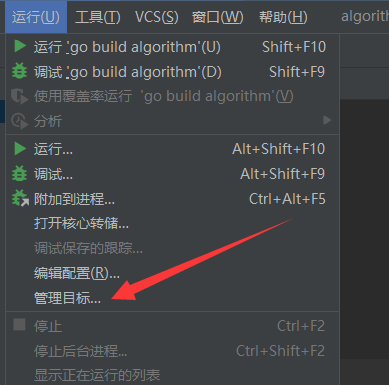 运行(U) 工具(T) VCS(S) 窗口(W) 帮助(H) algorithm
运行 'go build algorithm'(U) Shift+F10
调试 'go build algorithm'(D) Shift+F9
使用覆盖率运行 'go build algorithm'(V)
分析
运行... Alt+Shift+F10
调试... Alt+Shift+F9
附加到进程... Ctrl+Alt+F5
打开核心转储...
调试保存的跟踪...
编辑配置(R)...
管理目标...
停止 Ctrl+F2
停止后台进程... Ctrl+Shift+F2
显示正在运行的列表